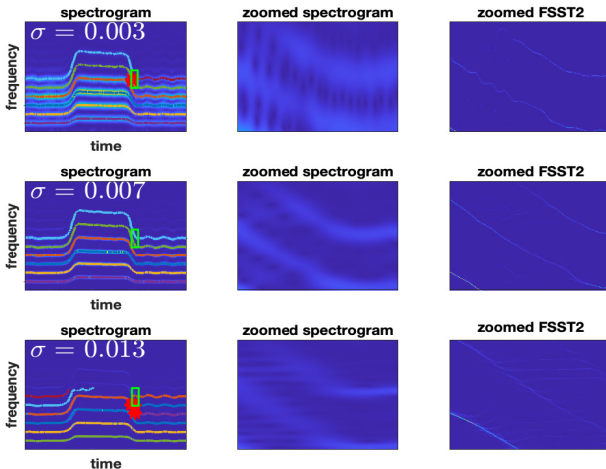 spectrogram zoomed spectrogram zoomed FSST2
σ = 0.003
frequency
time
spectrogram zoomed spectrogram zoomed FSST2
σ = 0.007
frequency
time
spectrogram zoomed spectrogram zoomed FSST2
σ = 0.013
frequency
time